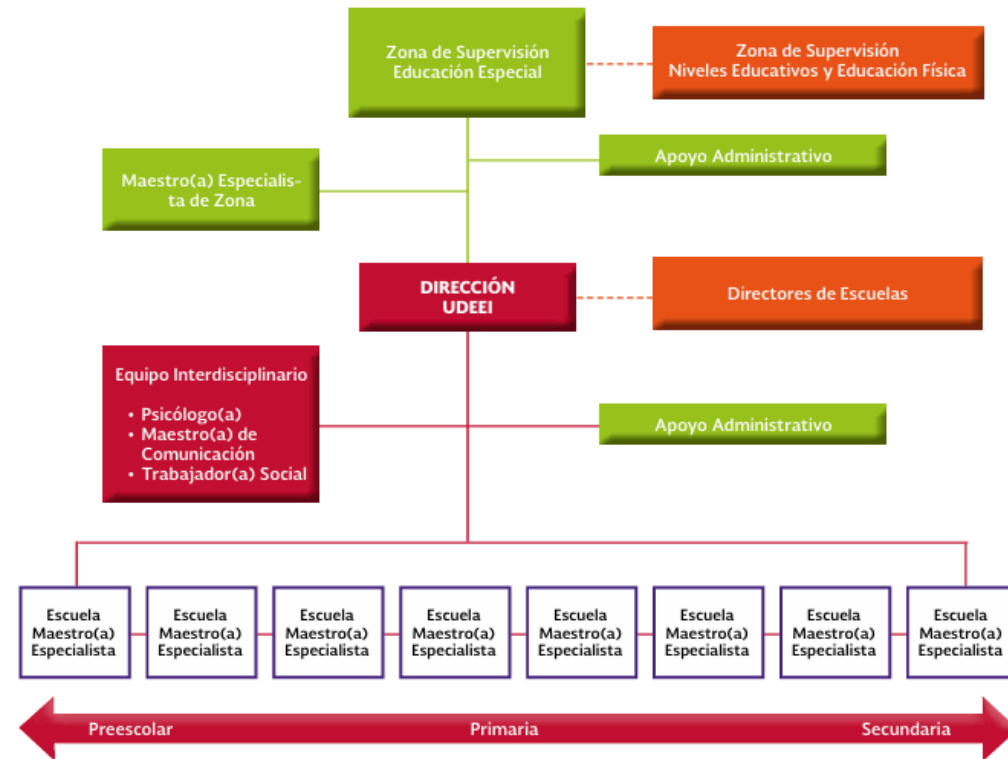 Zona de Supervisión
Educación Especial
Zona de Supervisión
Niveles Educativos y Educación Física
Apoyo Administrativo
Maestro(a) Especialis-
ta de Zona
DIRECCIÓN
UDEEI
Directores de Escuelas
Equipo Interdisciplinario
• Psicólogo(a)
• Maestro(a) de
Comunicación
• Trabajador(a) Social
Apoyo Administrativo
Escuela
Maestro(a)
Especialista
Escuela
Maestro(a)
Especialista
Escuela
Maestro(a)
Especialista
Escuela
Maestro(a)
Especialista
Escuela
Maestro(a)
Especialista
Escuela
Maestro(a)
Especialista
Escuela
Maestro(a)
Especialista
Escuela
Maestro(a)
Especialista
Preescolar
Primaria
Secundaria